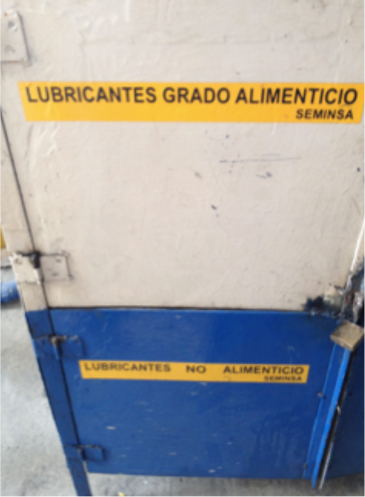 LUBRICANTES GRADO ALIMENTICIO
SEMINSA
LUBRICANTES NO ALIMENTICIO
SEMINSA